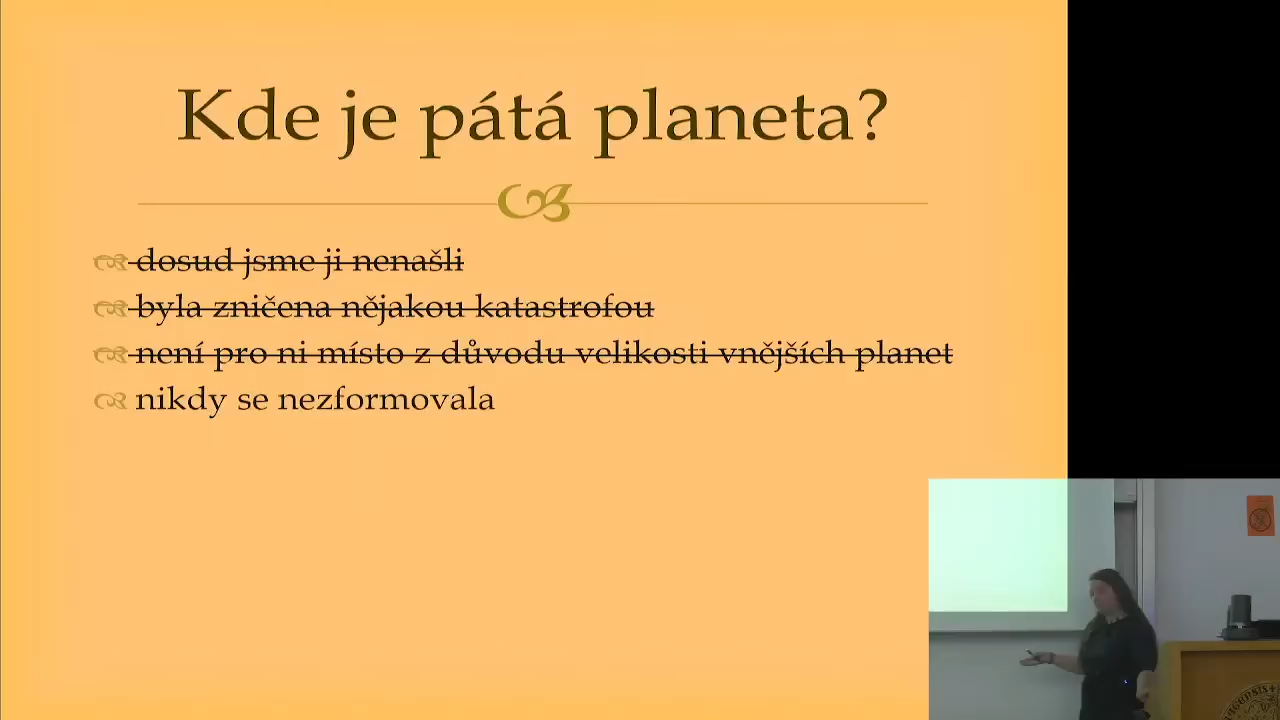 Kde je pátá planeta?
dosud jsme ji nenašli
byla zničena nějakou katastrofou
není pro ni místo z důvodu velikosti vnějších planet
nikdy se nezformovala